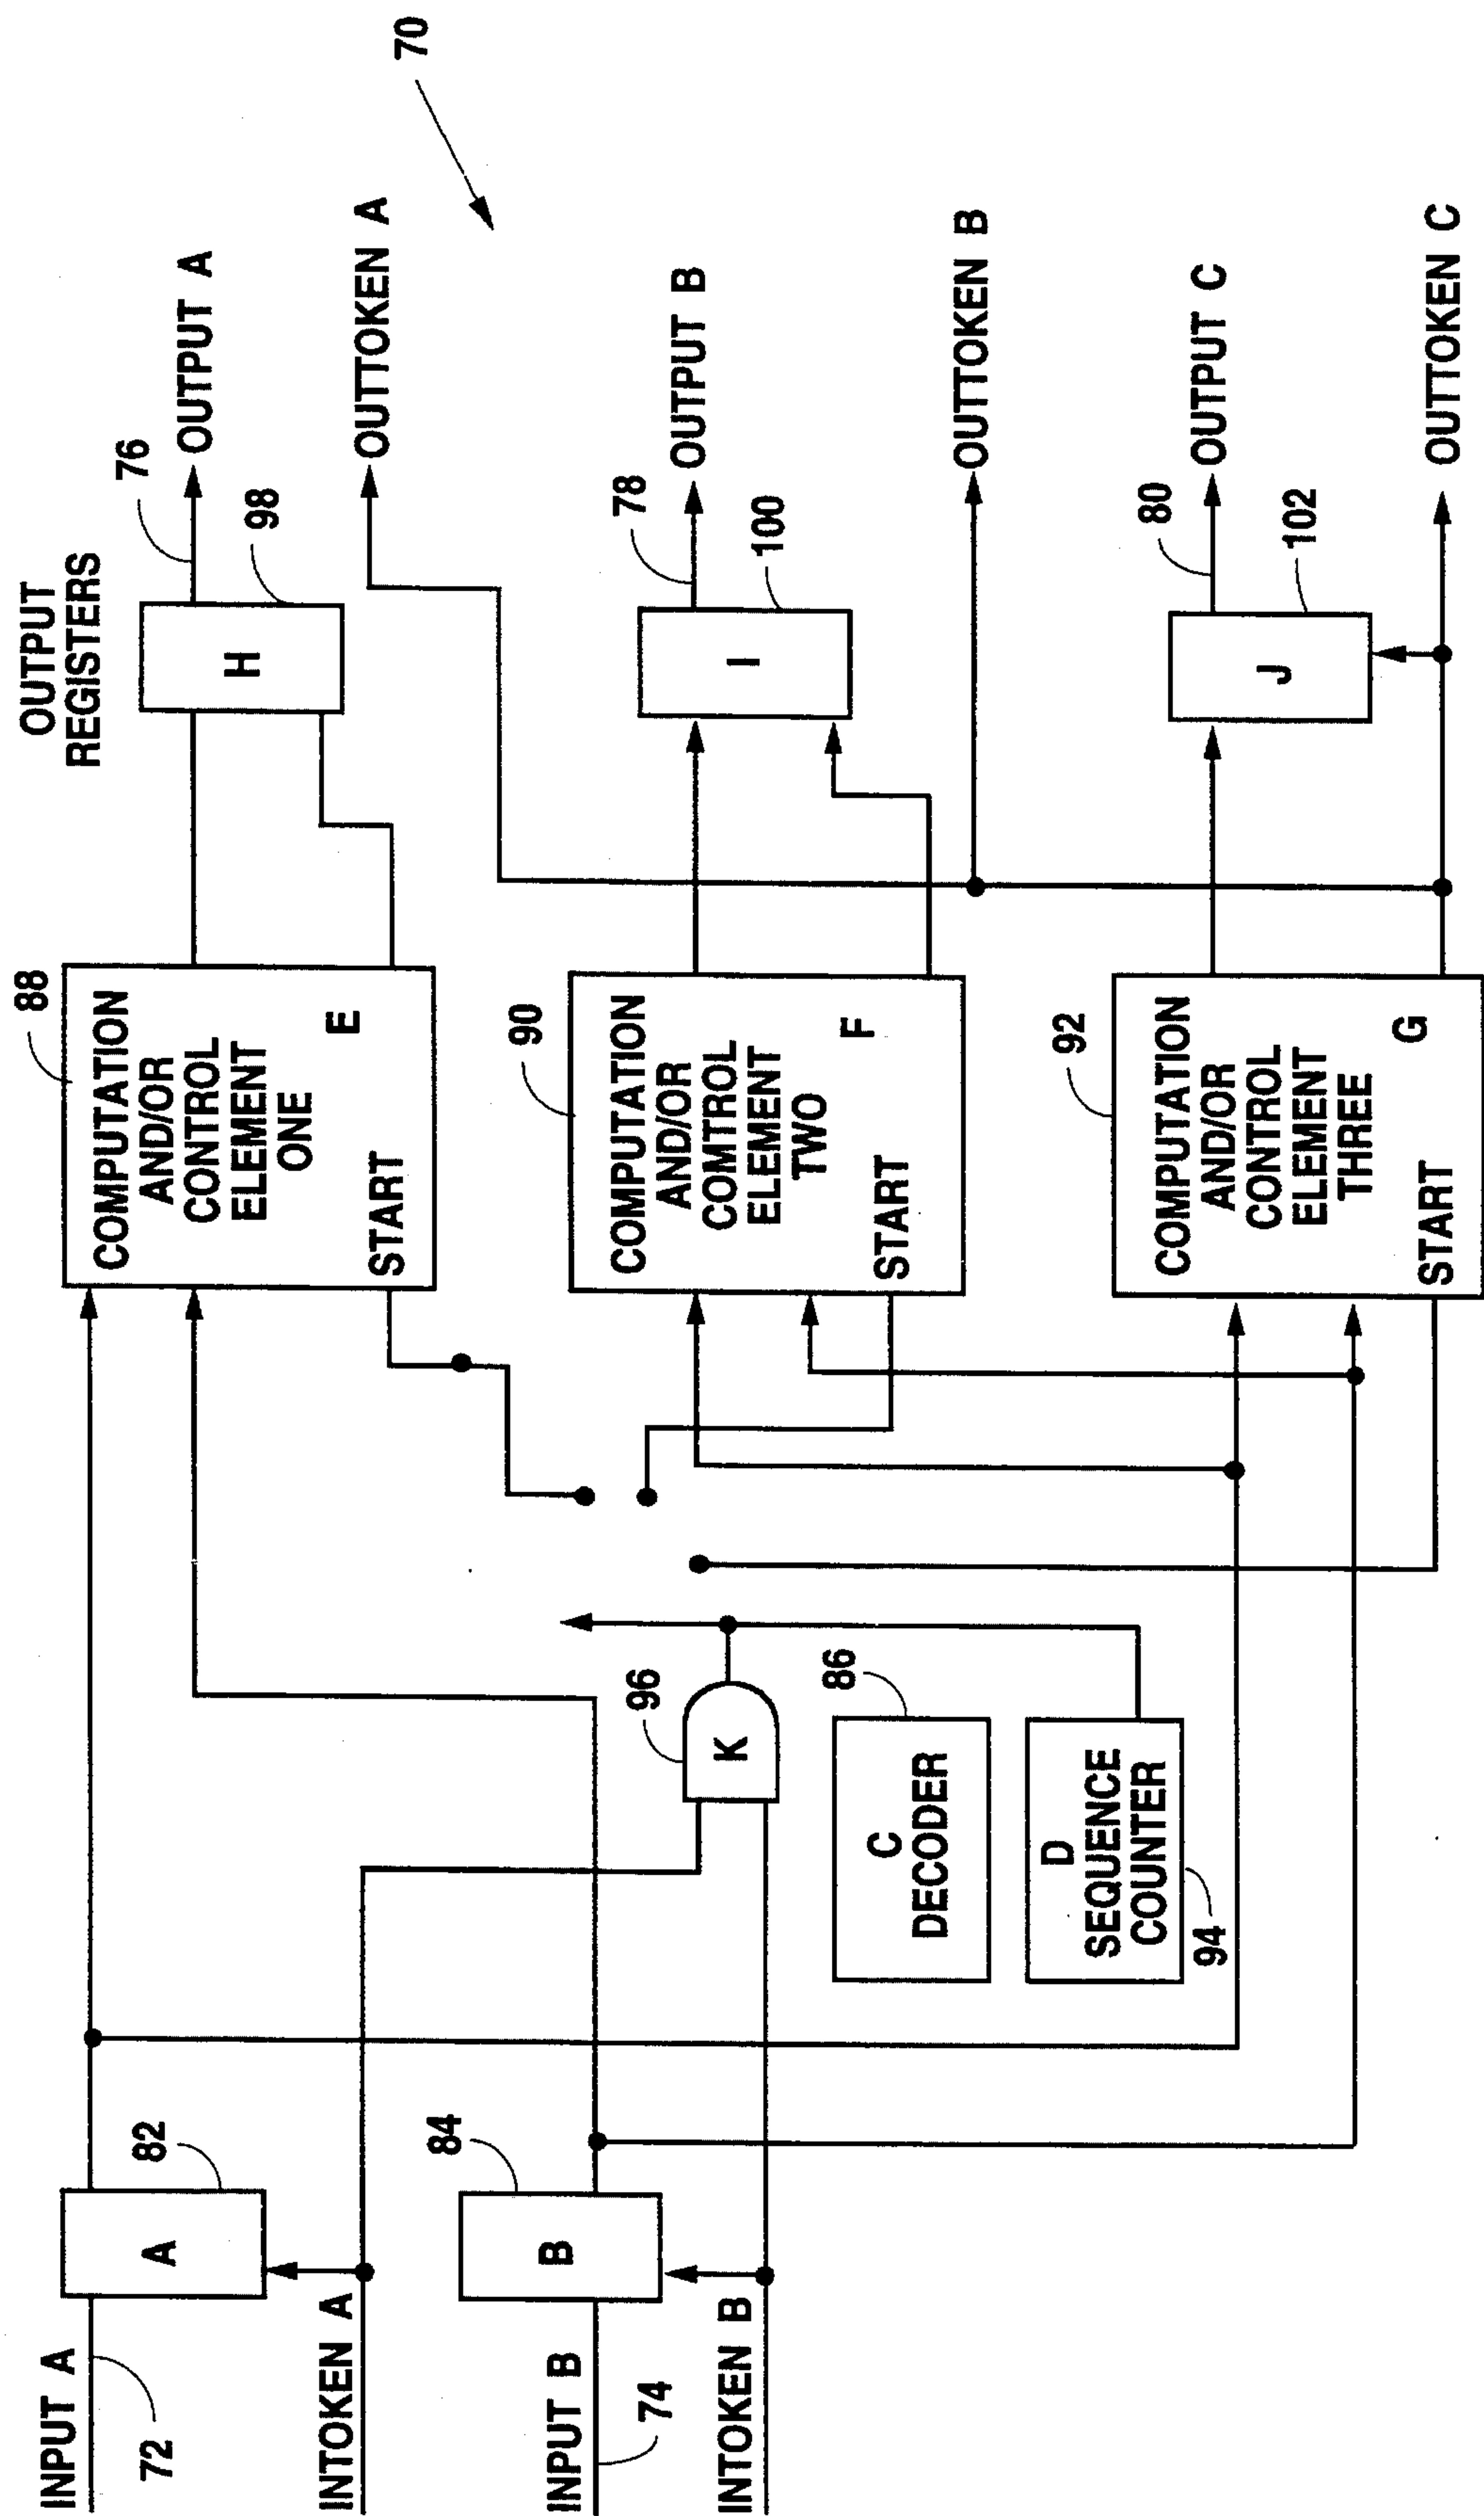 INPUT A
72
INTOKEN A
INPUT B
74
INTOKEN B
A
82
B
84
K
96
C
DECODER
86
D
SEQUENCE
COUNTER
94
88
COMPUTATION
AND/OR
CONTROL
ELEMENT
ONE
E
START
90
COMPUTATION
AND/OR
COMTROL
ELEMENT
TWO
F
START
92
COMPUTATION
AND/OR
CONTROL
ELEMENT
THREE
G
START
OUTPUT
REGISTERS
H
98
76
OUTPUT A
OUTTOKEN A
I
100
78
OUTPUT B
OUTTOKEN B
J
102
80
OUTPUT C
OUTTOKEN C
70